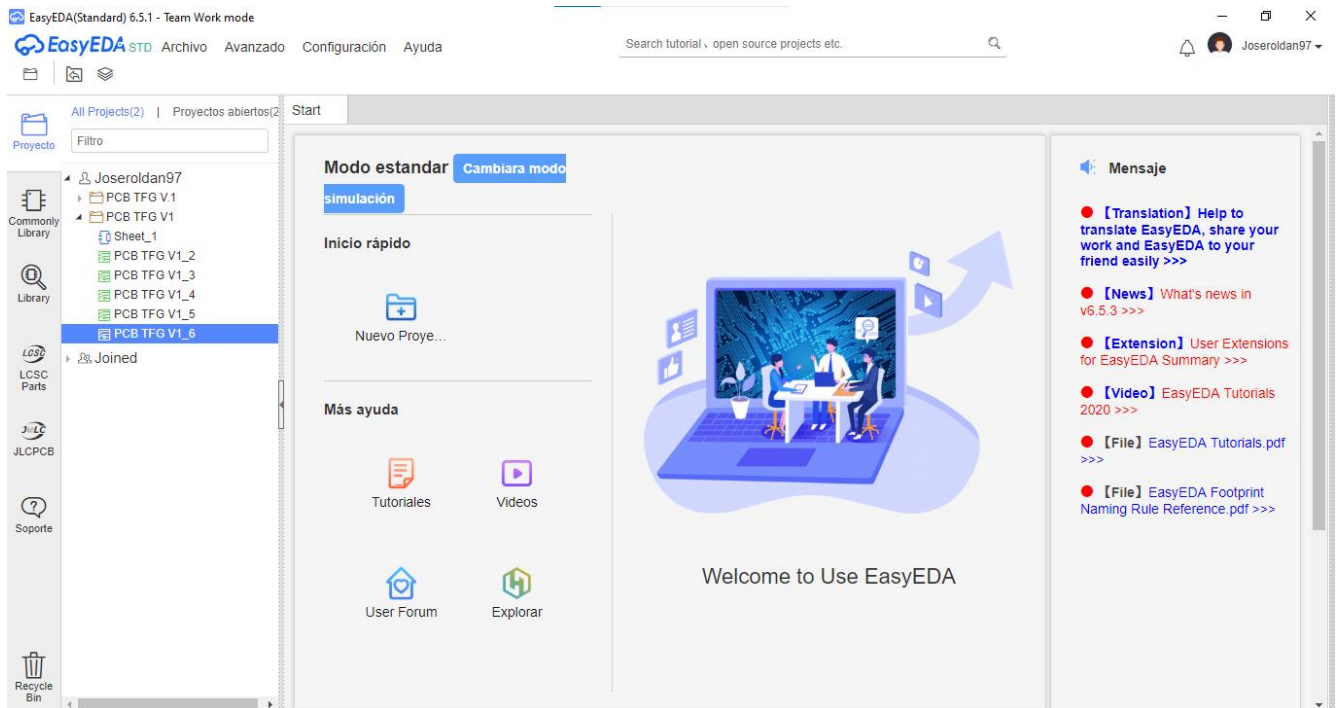 EasyEDA(Standard) 6.5.1 - Team Work mode
EasyEDA STD Archivo Avanzado Configuración Ayuda
Search tutorial、open source projects etc.
Joseroldan97
Proyecto
Commonly
Library
Library
LCSC
LCSC
Parts
J@LC
JLCPCB
Soporte
Recycle
Bin
All Projects(2) | Proyectos abiertos(2
Filtro
Joseroldan97
PCB TFG V.1
PCB TFG V1
Sheet_1
PCB TFG V1_2
PCB TFG V1_3
PCB TFG V1_4
PCB TFG V1_5
PCB TFG V1_6
Joined
Start
Modo estandar Cambiara modo
simulación
Inicio rápido
Nuevo Proye...
Más ayuda
Tutoriales
Videos
User Forum
Explorar
Welcome to Use EasyEDA
Mensaje
【Translation】Help to
translate EasyEDA, share your
work and EasyEDA to your
friend easily >>>
【News】What's news in
v6.5.3 >>>
【Extension】User Extensions
for EasyEDA Summary >>>
【Video】EasyEDA Tutorials
2020 >>>
【File】EasyEDA Tutorials.pdf
>>>
【File】EasyEDA Footprint
Naming Rule Reference.pdf >>>